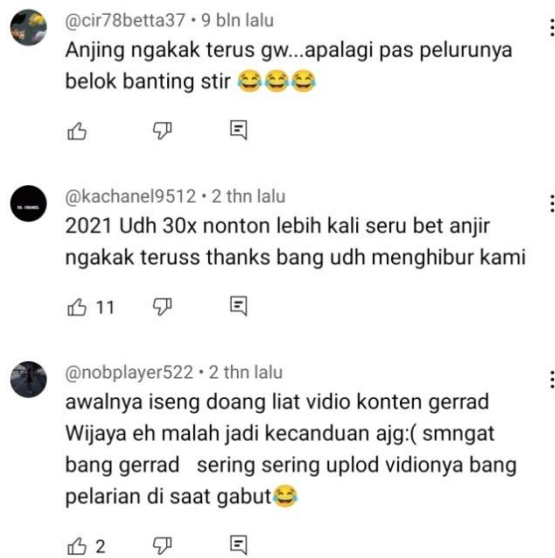 @cir78betta37 • 9 bln lalu
Anjing ngakak terus gw...apalagi pas pelurunya
belok banting stir 😂😂😂
@kachanel9512 • 2 thn lalu
2021 Udh 30x nonton lebih kali seru bet anjir
ngakak teruss thanks bang udh menghibur kami
11
@nobplayer522 • 2 thn lalu
awalnya iseng doang liat vidio konten gerrad
Wijaya eh malah jadi kecanduan ajg:( smngat
bang gerrad sering sering uplod vidionya bang
pelarian di saat gabut😂
2